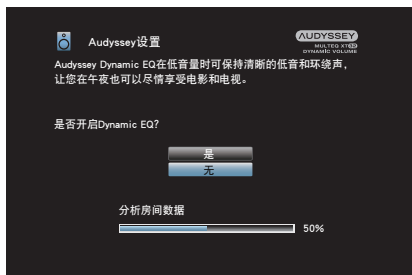 Audyssey设置
AUDYSSEY
MULTEQ XT32
DYNAMIC VOLUME
Audyssey Dynamic EQ在低音量时可保持清晰的低音和环绕声，
让您在午夜也可以尽情享受电影和电视。
是否开启Dynamic EQ?
是
无
分析房间数据
50%